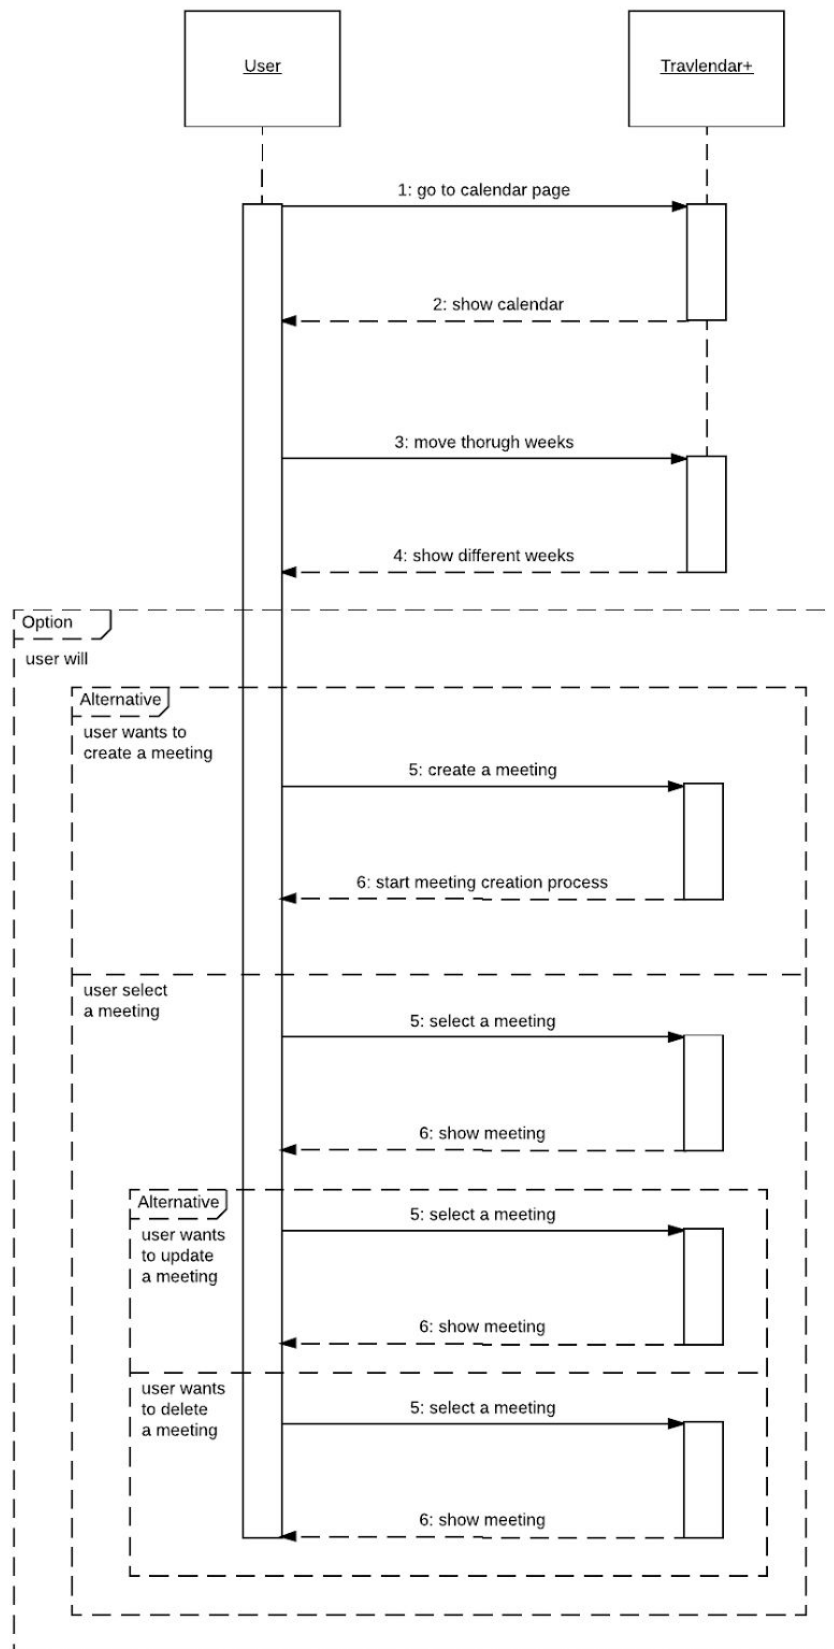 User
Travlendar+
1: go to calendar page
2: show calendar
3: move thorugh weeks
4: show different weeks
Option
user will
Alternative
user wants to
create a meeting
5: create a meeting
6: start meeting creation process
user select
a meeting
5: select a meeting
6: show meeting
Alternative
user wants
to update
a meeting
5: select a meeting
6: show meeting
user wants
to delete
a meeting
5: select a meeting
6: show meeting